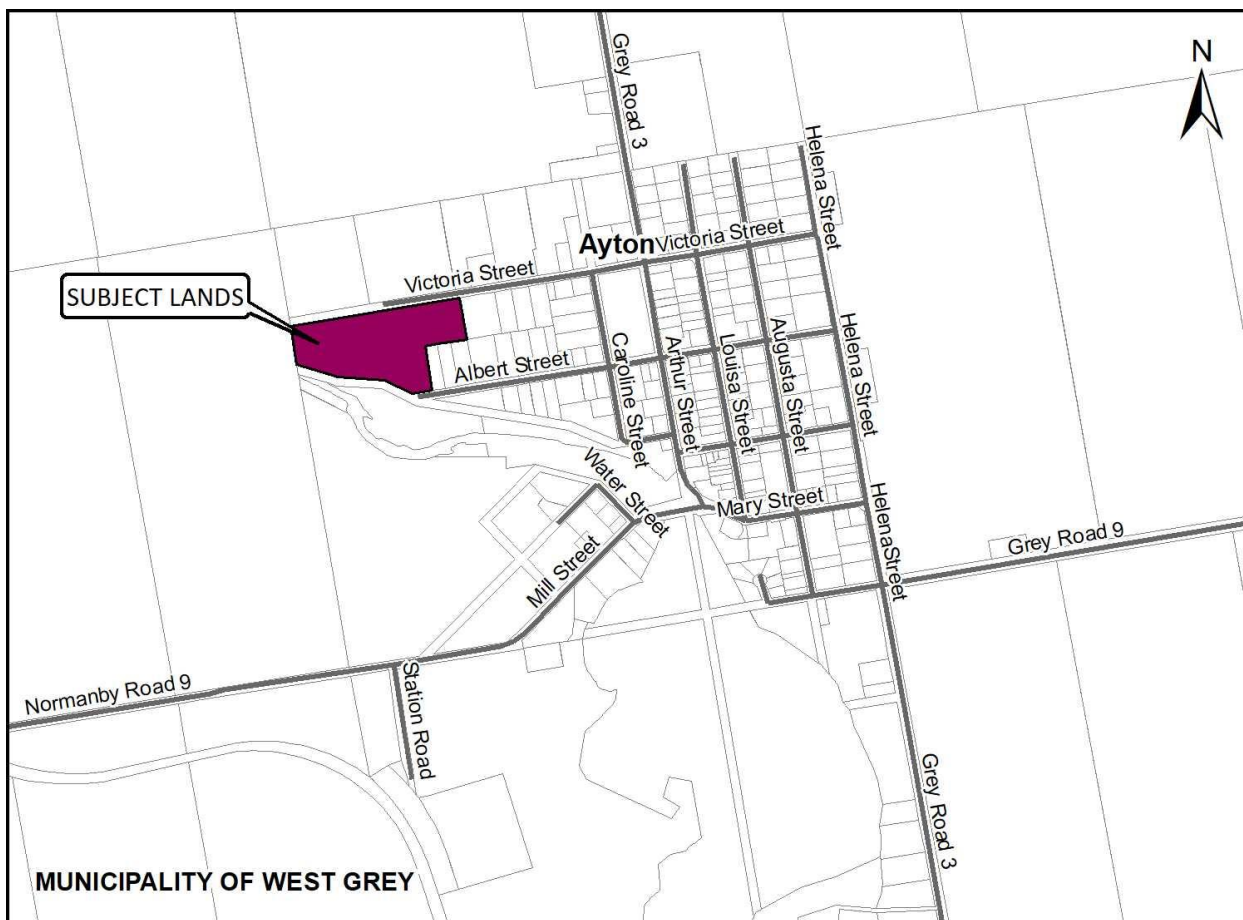 Grey Road 3
N
Helena Street
Ayton
Victoria Street
Victoria Street
SUBJECT LANDS
Albert Street
Caroline Street
Arthur Street
Louisa Street
Augusta Street
Helena Street
Water Street
Mary Street
HelenaStreet
Grey Road 9
Mill Street
Normanby Road 9
Station Road
Grey Road 3
MUNICIPALITY OF WEST GREY